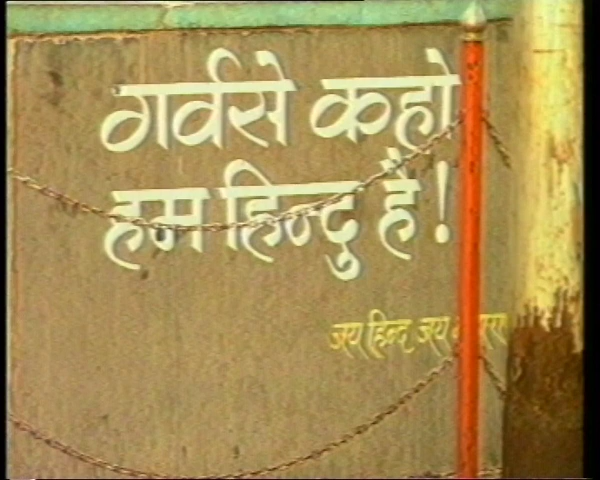 गर्वसे कहो
हम हिन्दु है !
जय हिन्द जय